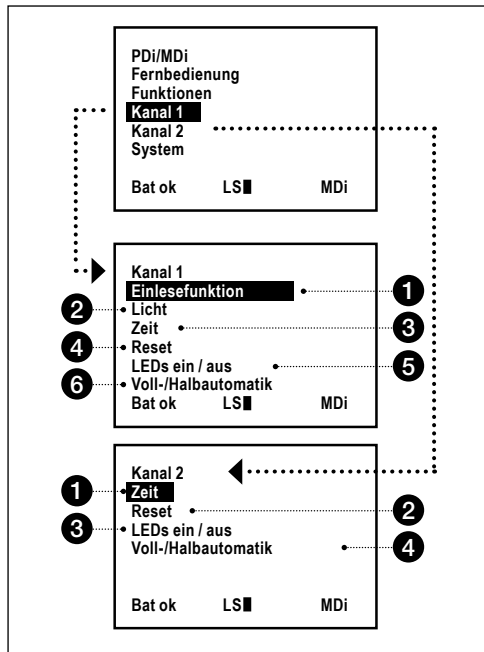 PDi/MDi
Fernbedienung
Funktionen
Kanal 1
Kanal 2
System
Bat ok LS MDi
Kanal 1
Einlesefunktion 1
2 Licht
Zeit 3
4 Reset
LEDs ein / aus 5
6 Voll-/Halbautomatik
Bat ok LS MDi
Kanal 2
1 Zeit
Reset 2
3 LEDs ein / aus
Voll-/Halbautomatik 4
Bat ok LS MDi